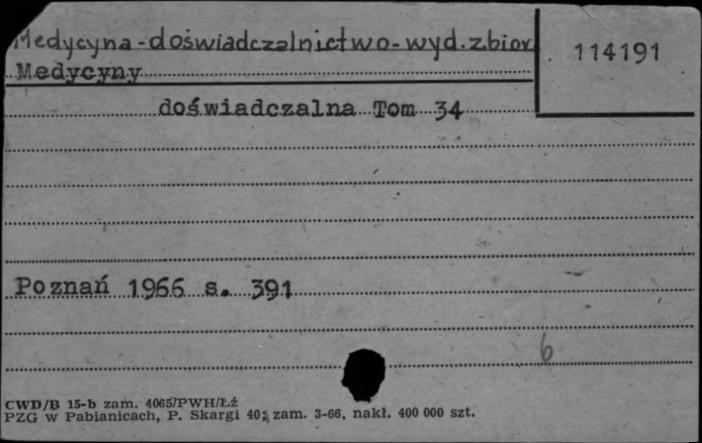 Medycyna-doświadczalnictwo-wyd.zbior.
114191
Medycyny
doświadczalna Tom 34
Poznań 1966 s. 391
6
CWD/B 15-b zam. 4065/PWH/Łź
PZG w Pabianicach, P. Skargi 40; zam. 3-66, nakł. 400 000 szt.